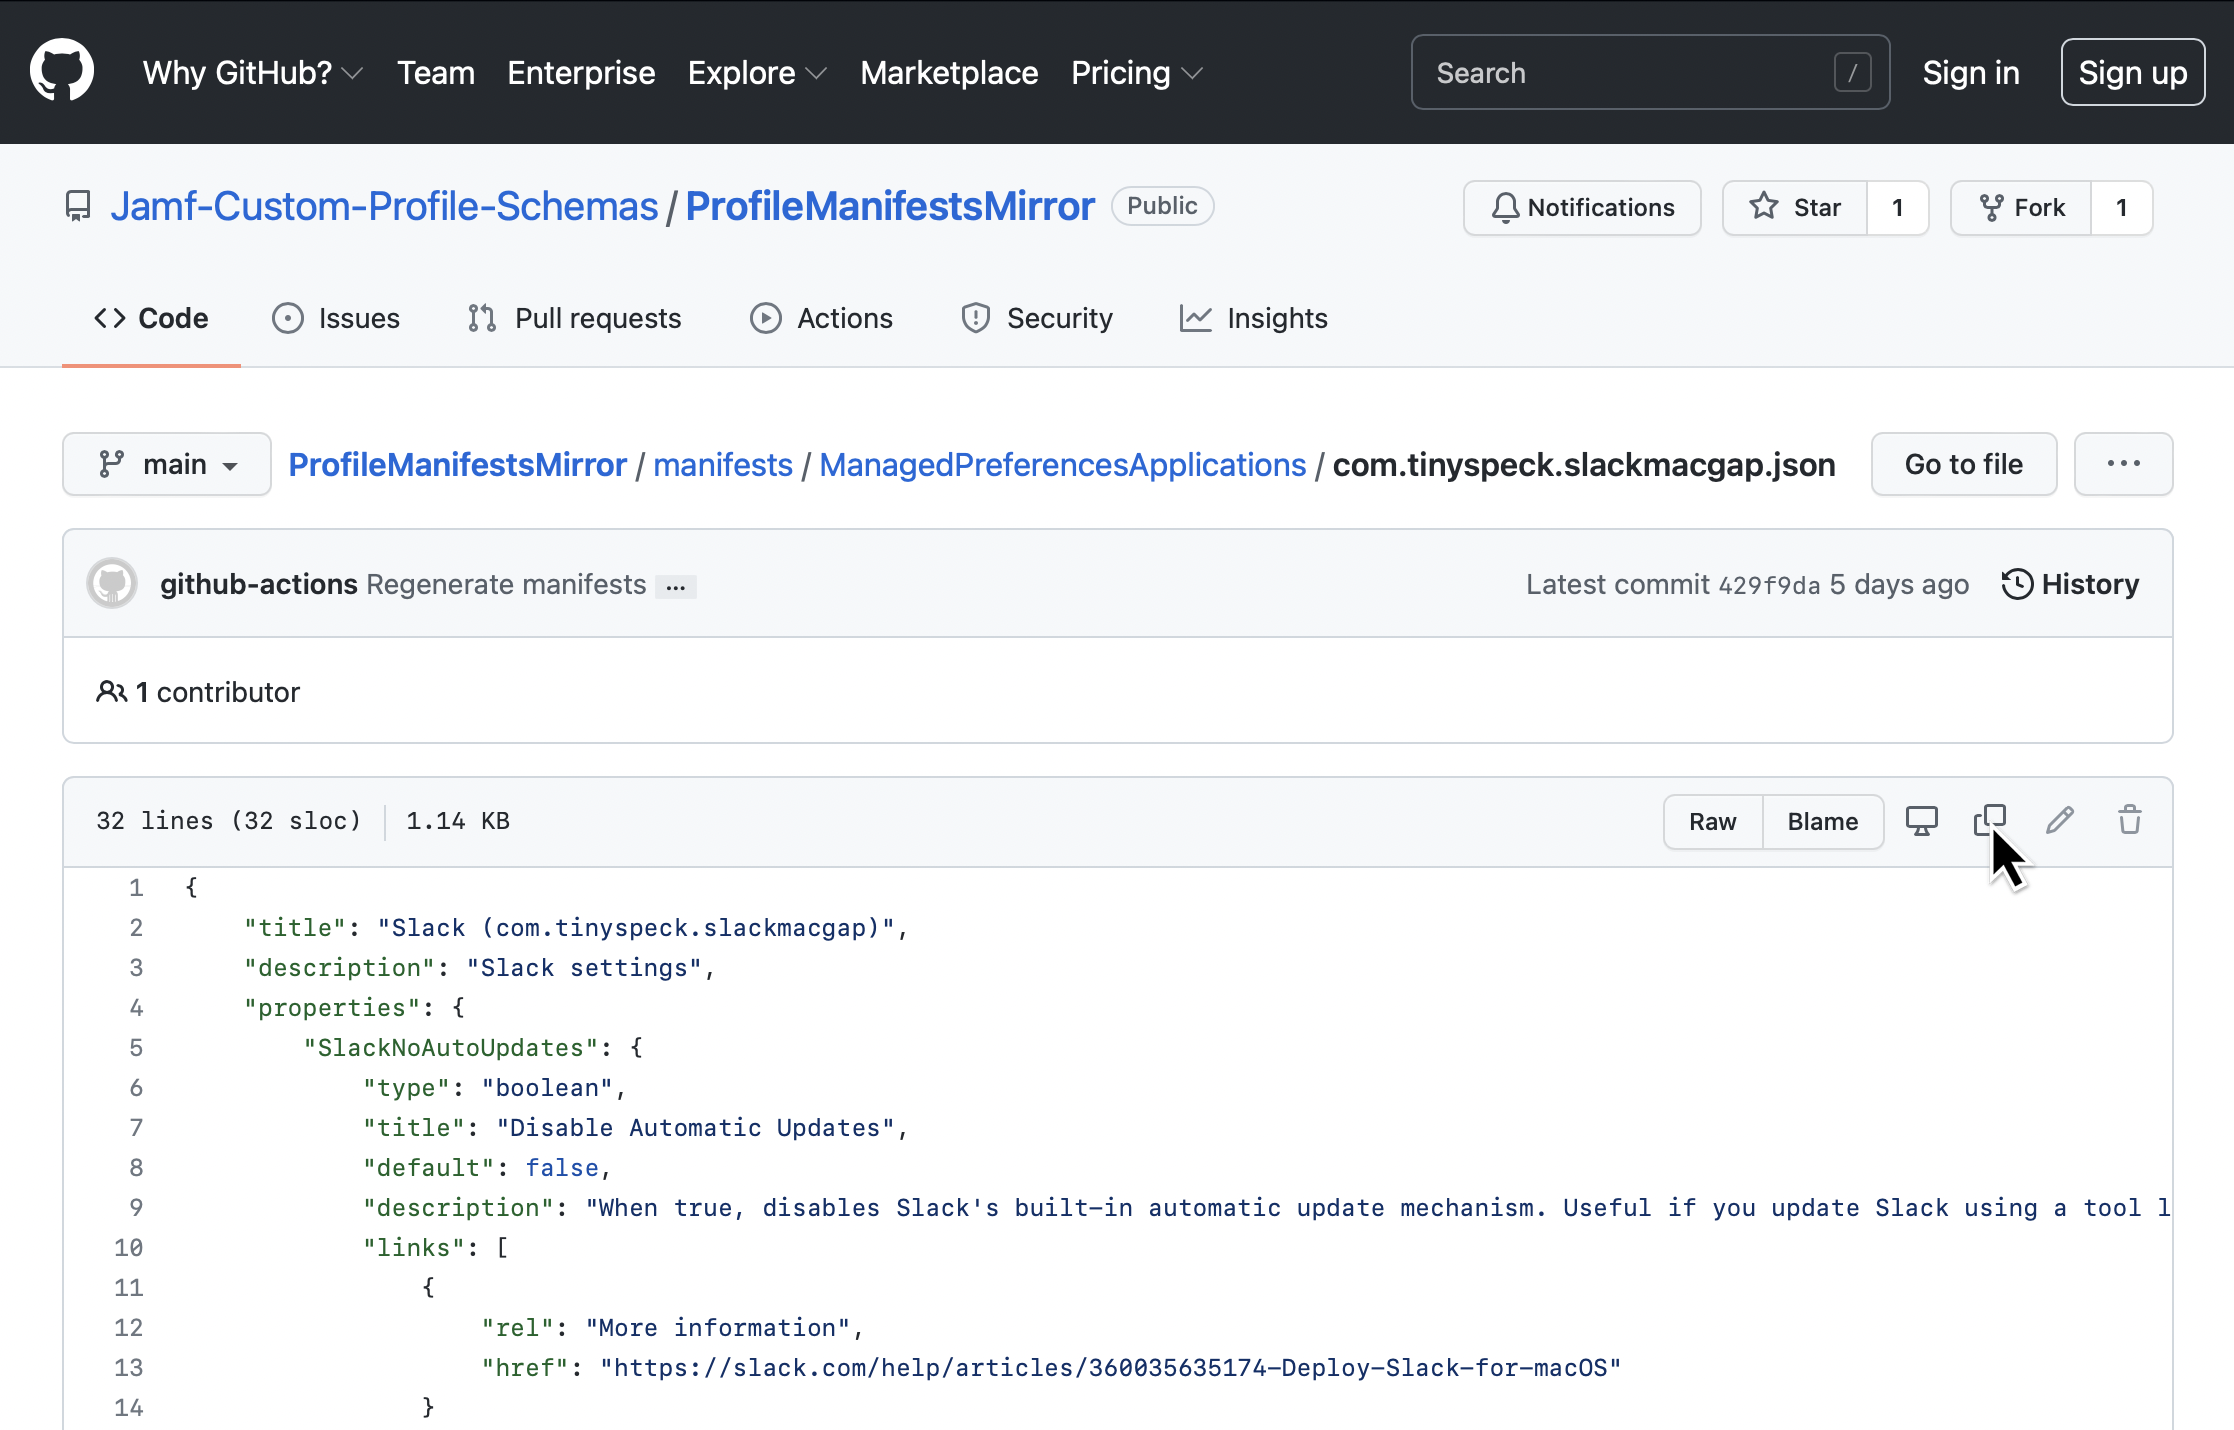 Why GitHub? Team Enterprise Explore Marketplace Pricing Search / Sign in Sign up
Jamf-Custom-Profile-Schemas / ProfileManifestsMirror Public Notifications Star 1 Fork 1
Code Issues Pull requests Actions Security Insights
main ProfileManifestsMirror / manifests / ManagedPreferencesApplications / com.tinyspeck.slackmacgap.json Go to file ...
github-actions Regenerate manifests ... Latest commit 429f9da 5 days ago History
1 contributor
32 lines (32 sloc) 1.14 KB Raw Blame
1 {
2 "title": "Slack (com.tinyspeck.slackmacgap)",
3 "description": "Slack settings",
4 "properties": {
5 "SlackNoAutoUpdates": {
6 "type": "boolean",
7 "title": "Disable Automatic Updates",
8 "default": false,
9 "description": "When true, disables Slack's built-in automatic update mechanism. Useful if you update Slack using a tool l
10 "links": [
11 {
12 "rel": "More information",
13 "href": "https://slack.com/help/articles/360035635174-Deploy-Slack-for-macOS"
14 }